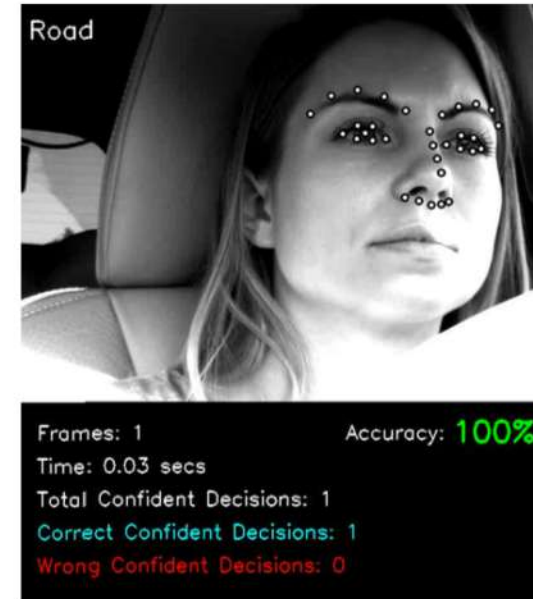 Road
Frames: 1
Accuracy: 100%
Time: 0.03 secs
Total Confident Decisions: 1
Correct Confident Decisions: 1
Wrong Confident Decisions: 0